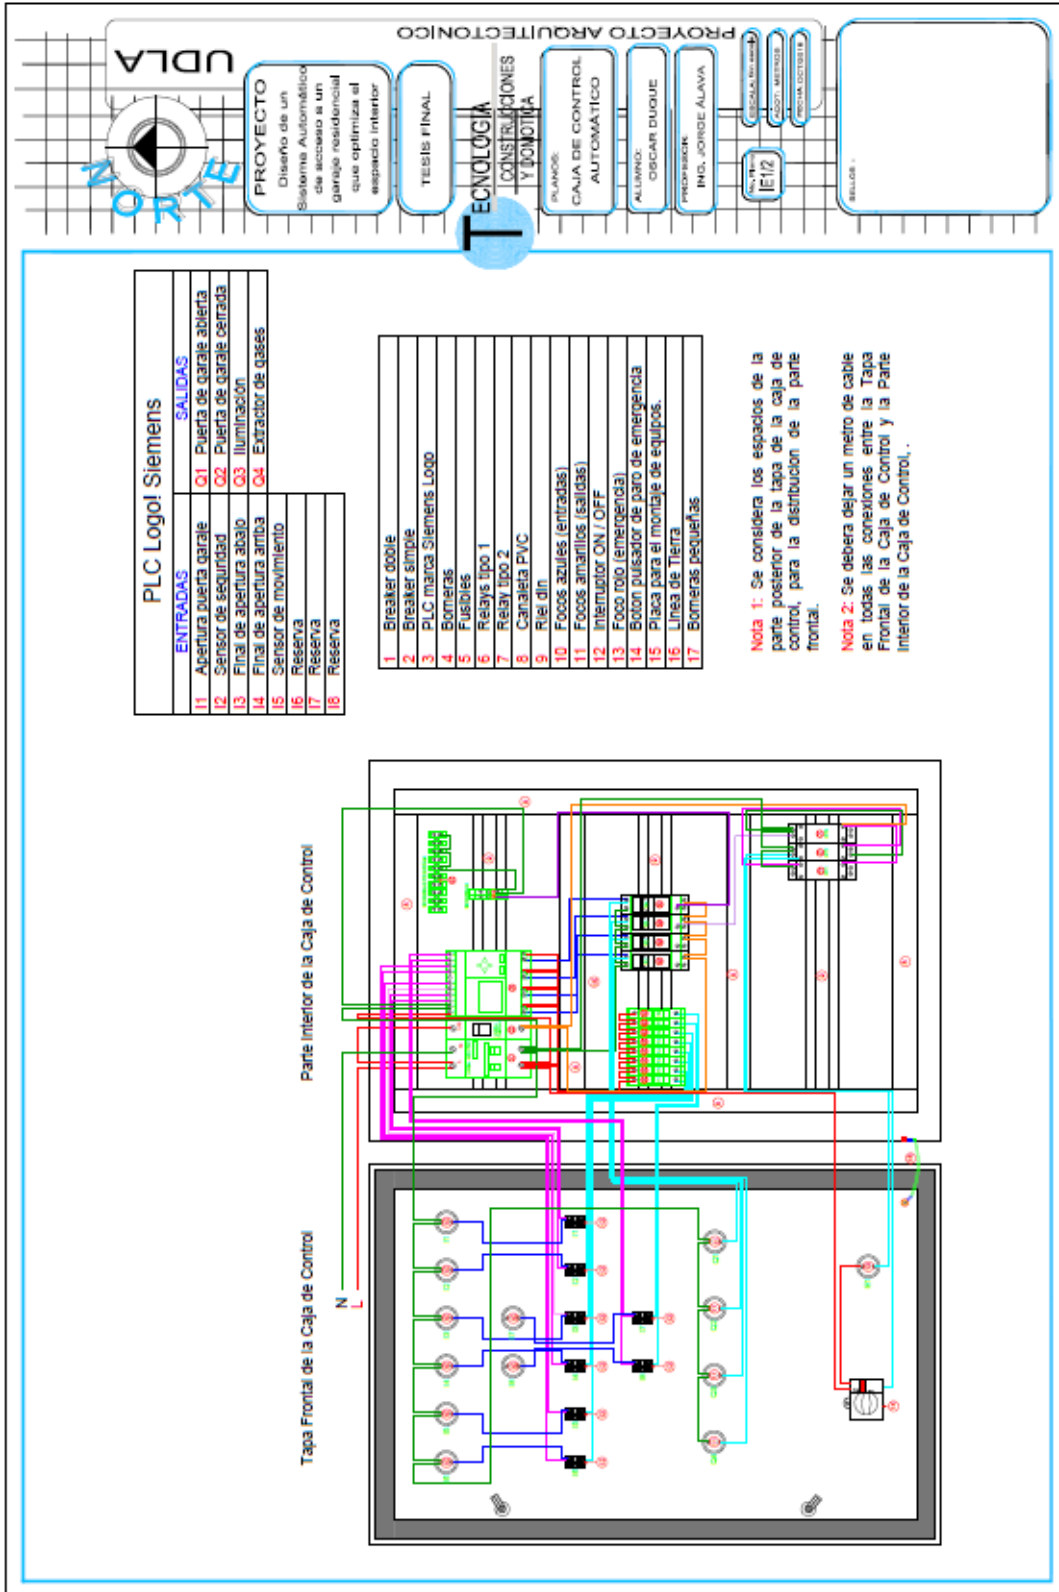 UDLA
PROYECTO ARQUITECTONICO
NORTE
PROYECTO
Diseño de un
Sistema Automático
de acceso a un
garaje residencial
que optimiza el
espacio interior
TESIS FINAL
TECNOLOGIA
CONSTRUCCIONES
Y DOMOTICA
PLANOS:
CAJA DE CONTROL
AUTOMÁTICO
ALUMNO:
OSCAR DUQUE
PROFESOR:
ING. JORGE ÁLAVA
IE1/2
SELLOS :
PLC Logo! Siemens
ENTRADAS SALIDAS
I1 Apertura puerta garaje Q1 Puerta de garaje abierta
I2 Sensor de seguridad Q2 Puerta de garaje cerrada
I3 Final de apertura abajo Q3 Iluminación
I4 Final de apertura arriba Q4 Extractor de gases
I5 Sensor de movimiento
I6 Reserva
I7 Reserva
I8 Reserva
1 Breaker doble
2 Breaker simple
3 PLC marca Siemens Logo
4 Borneras
5 Fusibles
6 Relays tipo 1
7 Relay tipo 2
8 Canaleta PVC
9 Riel din
10 Focos azules (entradas)
11 Focos amarillos (salidas)
12 Interruptor ON / OFF
13 Foco rojo (emergencia)
14 Boton pulsador de paro de emergencia
15 Placa para el montaje de equipos.
16 Linea de Tierra
17 Borneras pequeñas
Nota 1: Se considera los espacios de la
parte posterior de la tapa de la caja de
control, para la distribucion de la parte
frontal.
Nota 2: Se debera dejar un metro de cable
en todas las conexiones entre la Tapa
Frontal de la Caja de Control y la Parte
Interior de la Caja de Control, .
Parte Interior de la Caja de Control
Tapa Frontal de la Caja de Control
N
L